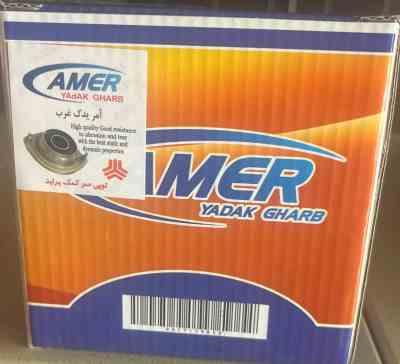 AMER
YADAK GHARB
آمر یدک غرب
High quality Good resistance
to abrasion and tear
with the best static and
dynamic properties
توپی سر کمک پراید
AMER
YADAK GHARB